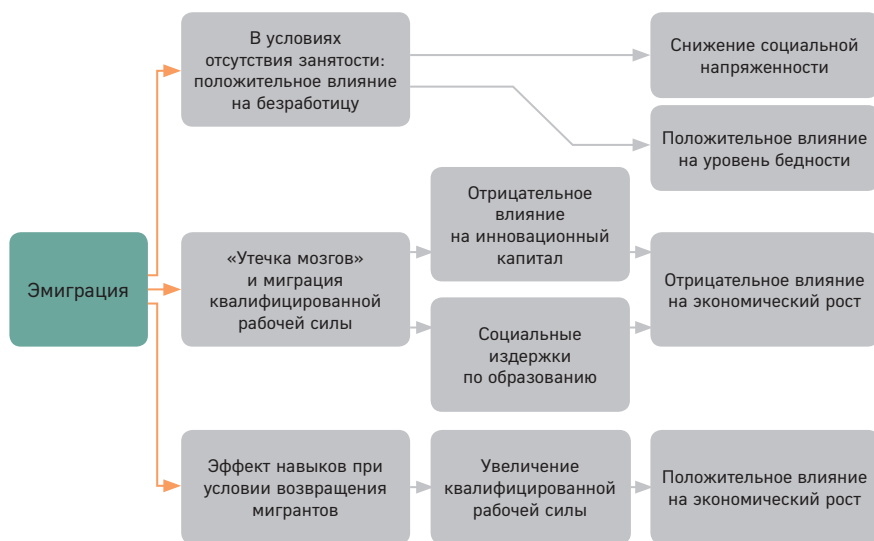 В условиях
отсутствия занятости:
положительное влияние
на безработицу
Снижение социальной
напряженности
Положительное влияние
на уровень бедности
Эмиграция
«Утечка мозгов»
и миграция
квалифицированной
рабочей силы
Отрицательное
влияние
на инновационный
капитал
Социальные
издержки
по образованию
Отрицательное влияние
на экономический рост
Эффект навыков при
условии возвращения
мигрантов
Увеличение
квалифицированной
рабочей силы
Положительное влияние
на экономический рост